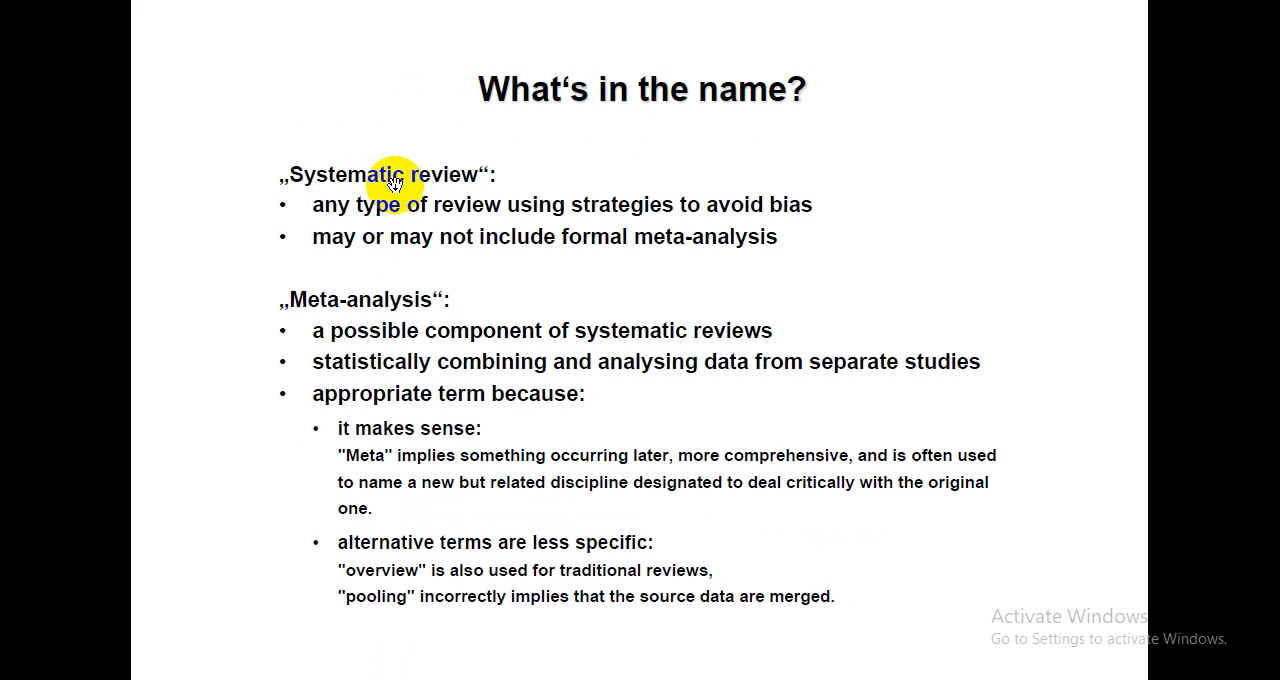 What‘s in the name?
„Systematic review“:
• any type of review using strategies to avoid bias
• may or may not include formal meta-analysis
„Meta-analysis“:
• a possible component of systematic reviews
• statistically combining and analysing data from separate studies
• appropriate term because:
• it makes sense:
"Meta" implies something occurring later, more comprehensive, and is often used
to name a new but related discipline designated to deal critically with the original
one.
• alternative terms are less specific:
"overview" is also used for traditional reviews,
"pooling" incorrectly implies that the source data are merged.
Activate Windows
Go to Settings to activate Windows.